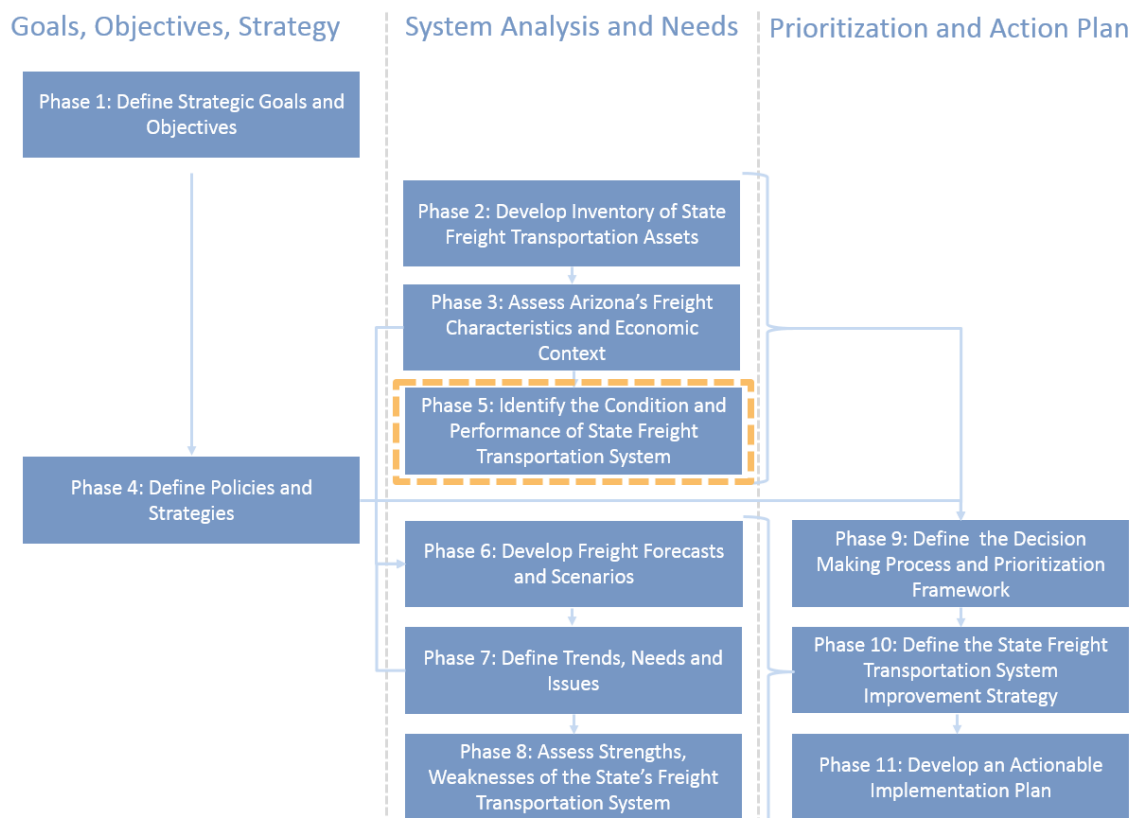 Goals, Objectives, Strategy
System Analysis and Needs
Prioritization and Action Plan
Phase 1: Define Strategic Goals and
Objectives
Phase 2: Develop Inventory of State
Freight Transportation Assets
Phase 3: Assess Arizona's Freight
Characteristics and Economic
Context
Phase 5: Identify the Condition and
Performance of State Freight
Transportation System
Phase 4: Define Policies and
Strategies
Phase 6: Develop Freight Forecasts
and Scenarios
Phase 7: Define Trends, Needs and
Issues
Phase 8: Assess Strengths,
Weaknesses of the State's Freight
Transportation System
Phase 9: Define the Decision
Making Process and Prioritization
Framework
Phase 10: Define the State Freight
Transportation System
Improvement Strategy
Phase 11: Develop an Actionable
Implementation Plan